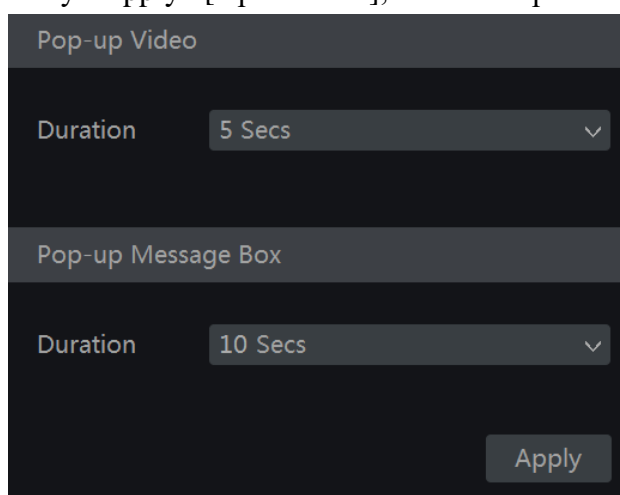 Pop-up Video
Duration 5 Secs
Pop-up Message Box
Duration 10 Secs
Apply